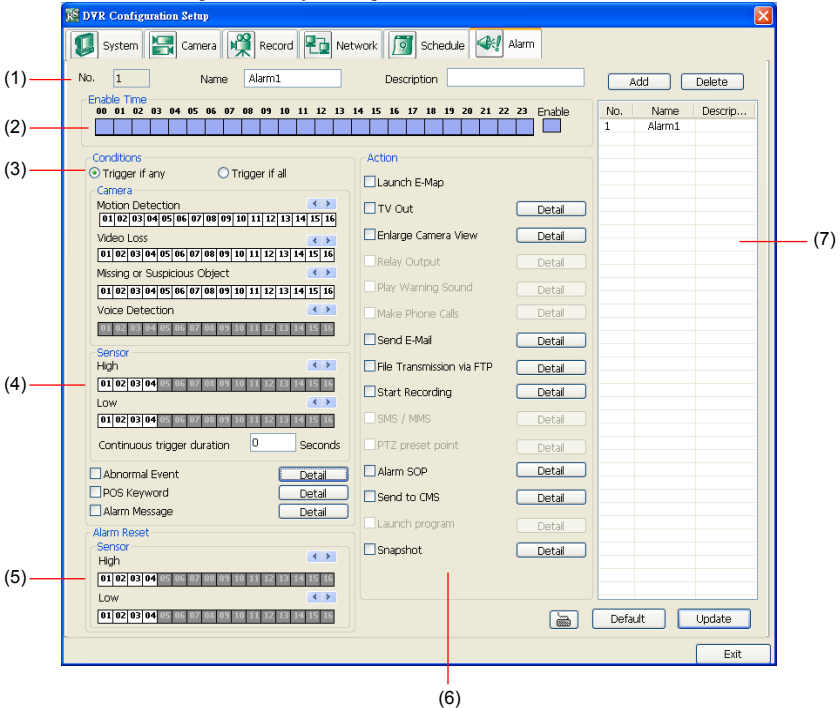 DVR Configuration Setup
System Camera Record Network Schedule Alarm
(1) No. 1 Name Alarm1 Description Add Delete
Enable Time
00 01 02 03 04 05 06 07 08 09 10 11 12 13 14 15 16 17 18 19 20 21 22 23 Enable
(2)
No. Name Descrip...
1 Alarm1
Conditions
(3) Trigger if any Trigger if all
Camera
Motion Detection
01 02 03 04 05 06 07 08 09 10 11 12 13 14 15 16
Video Loss
01 02 03 04 05 06 07 08 09 10 11 12 13 14 15 16
Missing or Suspicious Object
01 02 03 04 05 06 07 08 09 10 11 12 13 14 15 16
Voice Detection
01 02 03 04 05 06 07 08 09 10 11 12 13 14 15 16
Sensor
High
(4) 01 02 03 04 05 06 07 08 09 10 11 12 13 14 15 16
Low
01 02 03 04 05 06 07 08 09 10 11 12 13 14 15 16
Continuous trigger duration 0 Seconds
Abnormal Event Detail
POS Keyword Detail
Alarm Message Detail
Alarm Reset
Sensor
High
(5) 01 02 03 04 05 06 07 08 09 10 11 12 13 14 15 16
Low
01 02 03 04 05 06 07 08 09 10 11 12 13 14 15 16
Action
Launch E-Map
TV Out Detail
Enlarge Camera View Detail
Relay Output Detail
Play Warning Sound Detail
Make Phone Calls Detail
Send E-Mail Detail
File Transmission via FTP Detail
Start Recording Detail
SMS / MMS Detail
PTZ preset point Detail
Alarm SOP Detail
Send to CMS Detail
Launch program Detail
Snapshot Detail
(7)
Default Update
Exit
(6)